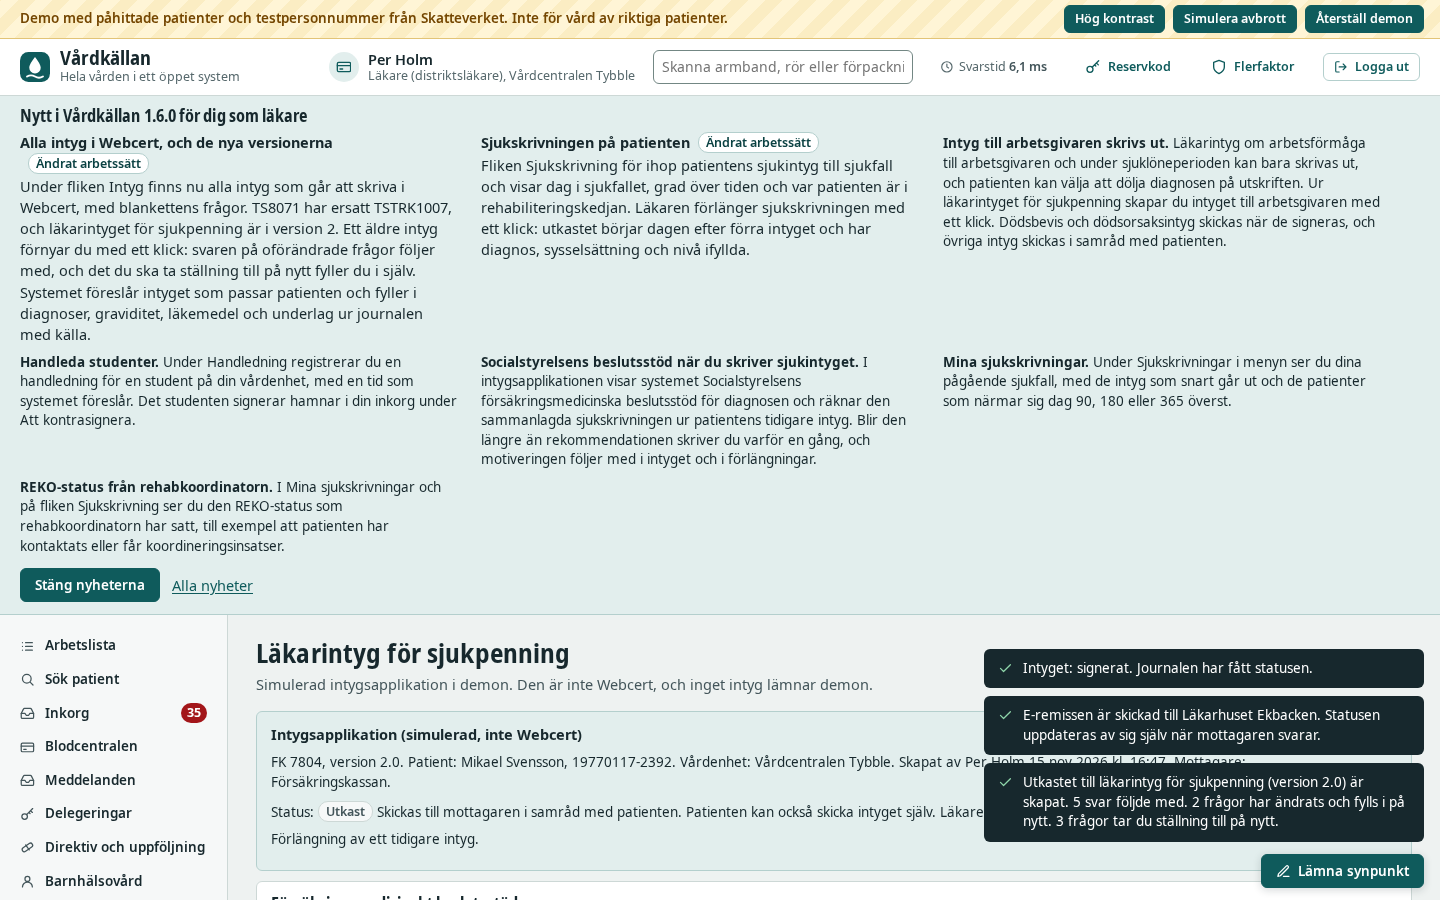 Demo med påhittade patienter och testpersonnummer från Skatteverket. Inte för vård av riktiga patienter.
Hög kontrast
Simulera avbrott
Återställ demon
Vårdkällan
Hela vården i ett öppet system
Per Holm
Läkare (distriktsläkare), Vårdcentralen Tybble
Skanna armband, rör eller förpackni
Svarstid 6,1 ms
Reservkod
Flerfaktor
Logga ut
Nytt i Vårdkällan 1.6.0 för dig som läkare
Alla intyg i Webcert, och de nya versionerna
Ändrat arbetssätt
Under fliken Intyg finns nu alla intyg som går att skriva i
Webcert, med blankettens frågor. TS8071 har ersatt TSTRK1007,
och läkarintyget för sjukpenning är i version 2. Ett äldre intyg
förnyar du med ett klick: svaren på oförändrade frågor följer
med, och det du ska ta ställning till på nytt fyller du i själv.
Systemet föreslår intyget som passar patienten och fyller i
diagnoser, graviditet, läkemedel och underlag ur journalen
med källa.
Sjukskrivningen på patienten
Ändrat arbetssätt
Fliken Sjukskrivning för ihop patientens sjukintyg till sjukfall
och visar dag i sjukfallet, grad över tiden och var patienten är i
rehabiliteringskedjan. Läkaren förlänger sjukskrivningen med
ett klick: utkastet börjar dagen efter förra intyget och har
diagnos, sysselsättning och nivå ifyllda.
Intyg till arbetsgivaren skrivs ut. Läkarintyg om arbetsförmåga
till arbetsgivaren och under sjuklöneperioden kan bara skrivas ut,
och patienten kan välja att dölja diagnosen på utskriften. Ur
läkarintyget för sjukpenning skapar du intyget till arbetsgivaren med
ett klick. Dödsbevis och dödsorsaksintyg skickas när de signeras, och
övriga intyg skickas i samråd med patienten.
Handleda studenter. Under Handledning registrerar du en
handledning för en student på din vårdenhet, med en tid som
systemet föreslår. Det studenten signerar hamnar i din inkorg under
Att kontrasignera.
Socialstyrelsens beslutsstöd när du skriver sjukintyget. I
intygsapplikationen visar systemet Socialstyrelsens
försäkringsmedicinska beslutsstöd för diagnosen och räknar den
sammanlagda sjukskrivningen ur patientens tidigare intyg. Blir den
längre än rekommendationen skriver du varför en gång, och
motiveringen följer med i intyget och i förlängningar.
Mina sjukskrivningar. Under Sjukskrivningar i menyn ser du dina
pågående sjukfall, med de intyg som snart går ut och de patienter
som närmar sig dag 90, 180 eller 365 överst.
REKO-status från rehabkoordinatorn. I Mina sjukskrivningar och
på fliken Sjukskrivning ser du den REKO-status som
rehabkoordinatorn har satt, till exempel att patienten har
kontaktats eller får koordineringsinsatser.
Stäng nyheterna
Alla nyheter
Arbetslista
Sök patient
Inkorg
35
Blodcentralen
Meddelanden
Delegeringar
Direktiv och uppföljning
Barnhälsovård
Läkarintyg för sjukpenning
Simulerad intygsapplikation i demon. Den är inte Webcert, och inget intyg lämnar demon.
Intygsapplikation (simulerad, inte Webcert)
FK 7804, version 2.0. Patient: Mikael Svensson, 19770117-2392. Vårdenhet: Vårdcentralen Tybble. Skapat av Per Holm 15 nov 2026 kl. 16:47. Mottagare:
Försäkringskassan.
Status: Utkast Skickas till mottagaren i samråd med patienten. Patienten kan också skicka intyget själv. Läkare
Förlängning av ett tidigare intyg.
Intyget: signerat. Journalen har fått statusen.
E-remissen är skickad till Läkarhuset Ekbacken. Statusen
uppdateras av sig själv när mottagaren svarar.
Utkastet till läkarintyg för sjukpenning (version 2.0) är
skapat. 5 svar följde med. 2 frågor har ändrats och fylls i på
nytt. 3 frågor tar du ställning till på nytt.
Lämna synpunkt